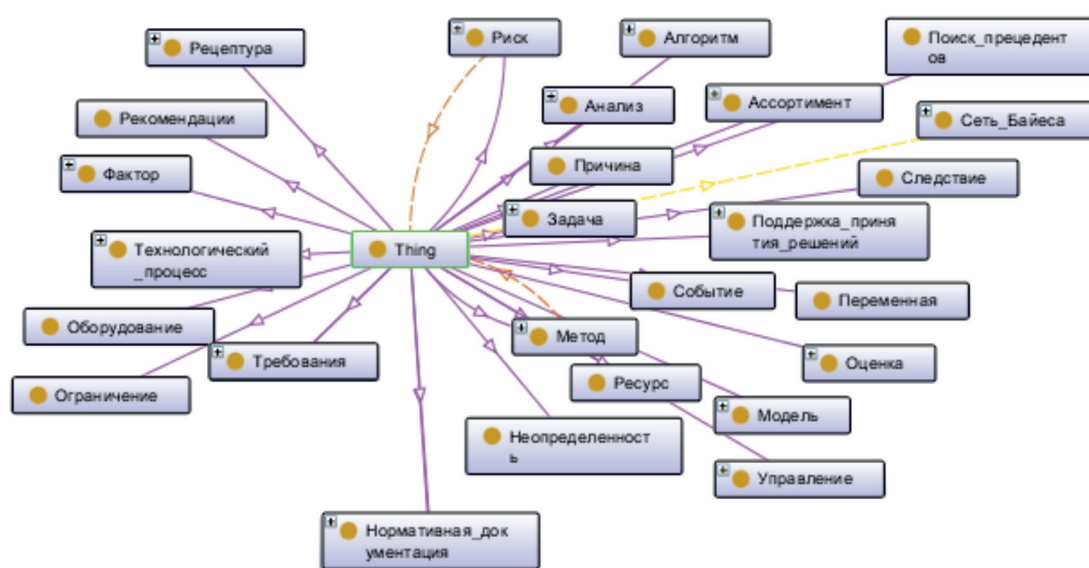 Рецептура
Риск
Алгоритм
Поиск_прецедент
ов
Рекомендации
Анализ
Ассортимент
Сеть_Байеса
Фактор
Причина
Следствие
Задача
Поддержка_приня
тия_решений
Технологический
_процесс
Thing
Событие
Переменная
Оборудование
Требования
Метод
Оценка
Ограничение
Ресурс
Модель
Неопределенност
ь
Управление
Нормативная_док
ументация